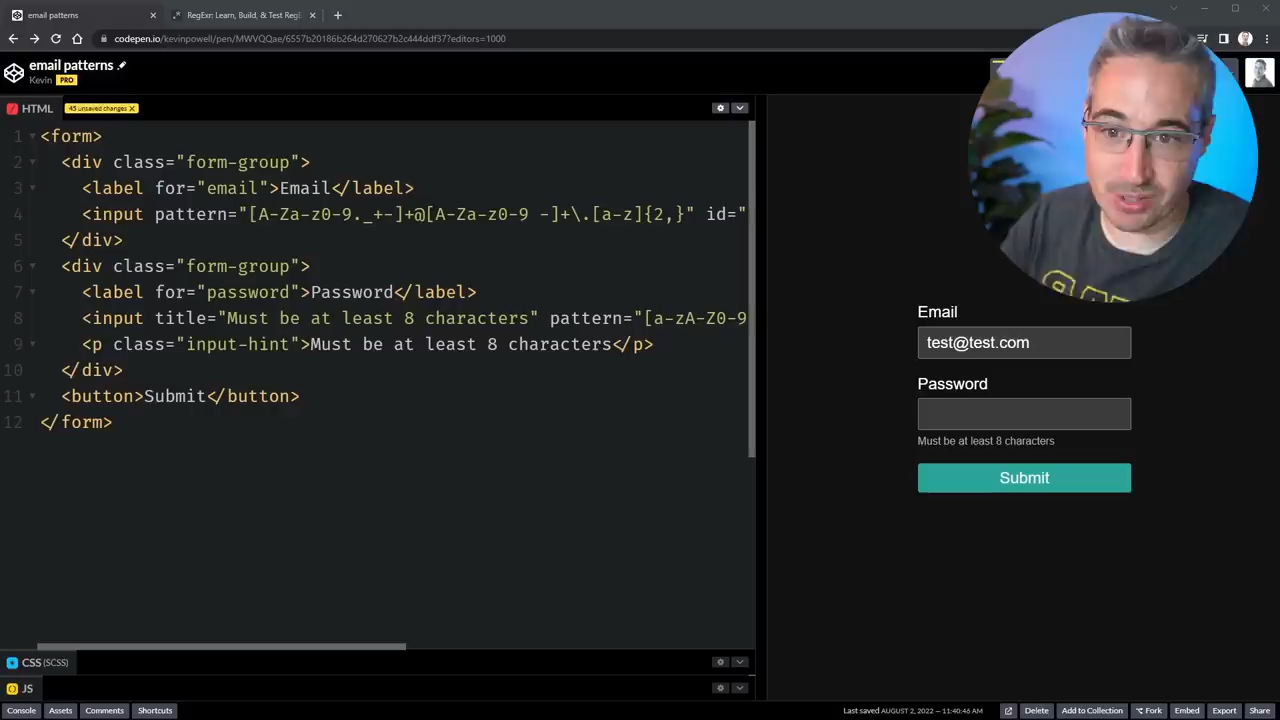 email patterns
RegExr: Learn, Build, & Test RegE
codepen.io/kevinpowell/pen/MWVQQae/6557b20186b264d270627b2c444ddf37?editors=1000
email patterns
Kevin PRO
HTML 45 unsaved changes X
1 <form>
2 <div class="form-group">
3 <label for="email">Email</label>
4 <input pattern="[A-Za-z0-9._+-]+@[A-Za-z0-9 -]+\.[a-z]{2,}" id="
5 </div>
6 <div class="form-group">
7 <label for="password">Password</label>
8 <input title="Must be at least 8 characters" pattern="[a-zA-Z0-9
9 <p class="input-hint">Must be at least 8 characters</p>
10 </div>
11 <button>Submit</button>
12 </form>
Email
test@test.com
Password
Must be at least 8 characters
Submit
CSS (SCSS)
JS
Console Assets Comments Shortcuts
Last saved AUGUST 2, 2022 — 11:40:46 AM
Delete Add to Collection Fork Embed Export Share